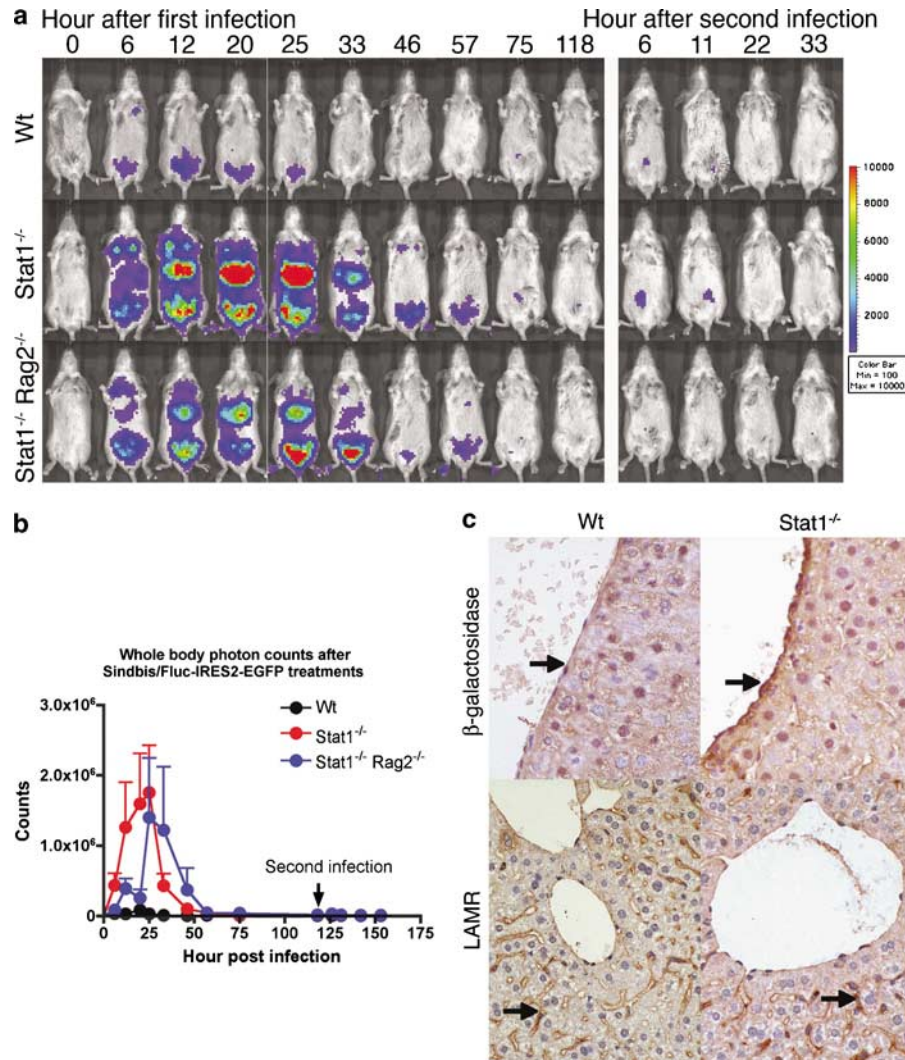 a
Hour after first infection
Hour after second infection
0 6 12 20 25 33 46 57 75 118
6 11 22 33
Wt
Stat1-/-
Stat1-/- Rag2-/-
10000
8000
6000
4000
2000
Color Bar
Min = 100
Max = 10000
b
Whole body photon counts after
Sindbis/Fluc-IRES2-EGFP treatments
3.0x10^6
2.0x10^6
1.0x10^6
0
Counts
Wt
Stat1-/-
Stat1-/- Rag2-/-
Second infection
0 25 50 75 100 125 150 175
Hour post infection
c
Wt
Stat1-/-
β-galactosidase
LAMR